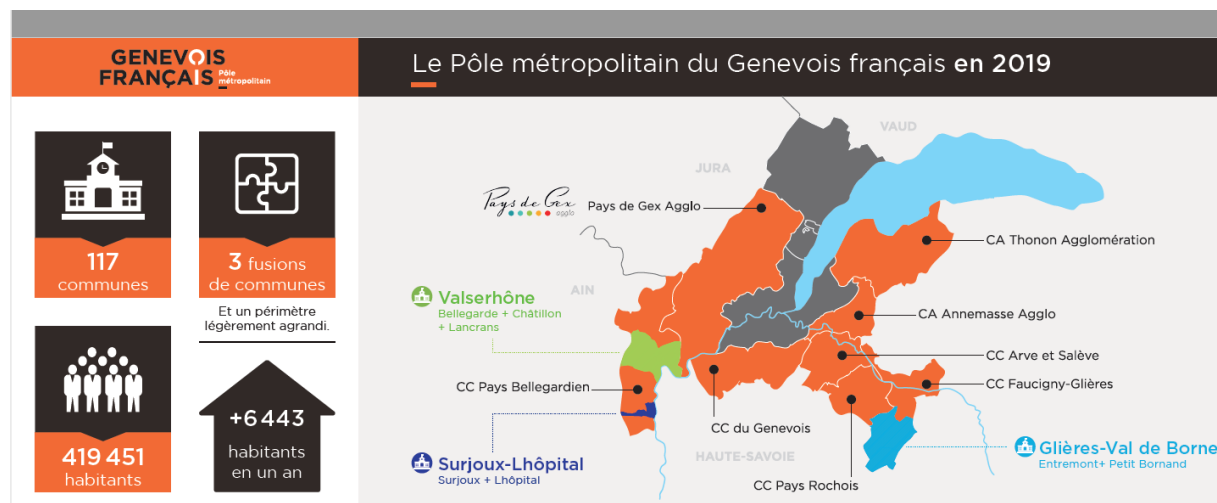 GENEVOIS
FRANÇAIS Pôle métropolitain
Le Pôle métropolitain du Genevois français en 2019
117
communes
3 fusions
de communes
Et un périmètre
légèrement agrandi.
419 451
habitants
+6 443
habitants
en un an
VAUD
JURA
Pays de Gex agglo
Pays de Gex Agglo
CA Thonon Agglomération
AIN
Valserhône
Bellegarde + Châtillon
+ Lancrans
CA Annemasse Agglo
CC Arve et Salève
CC Pays Bellegardien
CC Faucigny-Glières
CC du Genevois
Surjoux-Lhôpital
Surjoux + Lhôpital
HAUTE-SAVOIE
Glières-Val de Borne
Entremont+ Petit Bornand
CC Pays Rochois